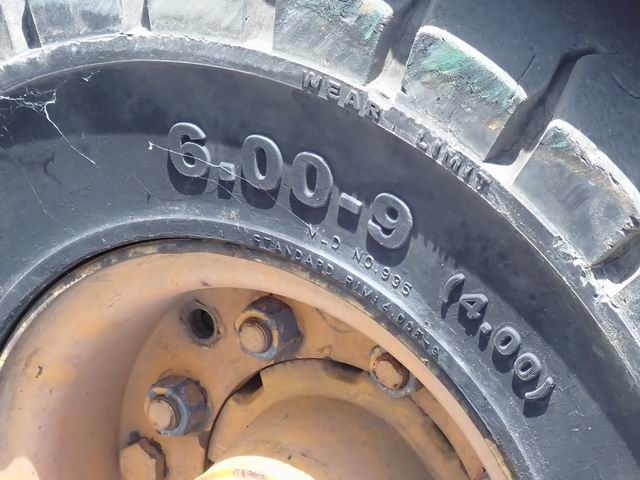 WEAR LIMIT
6.00-9
M-D NO.935
STANDARD RIM:4.00E-9
(4.00)